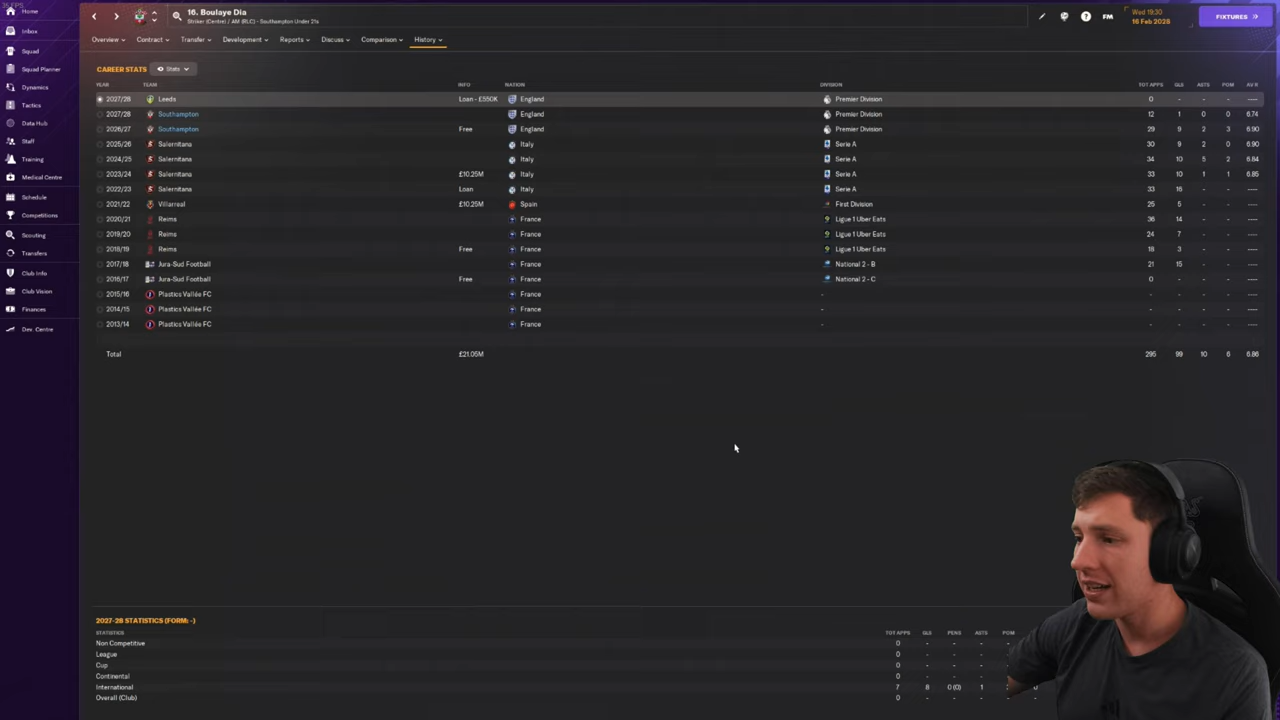 36 FPS
Home
Inbox
Squad
Squad Planner
Dynamics
Tactics
Data Hub
Staff
Training
Medical Centre
Schedule
Competitions
Scouting
Transfers
Club Info
Club Vision
Finances
Dev. Centre
16. Boulaye Dia
Striker (Centre) / AM (RLC) - Southampton Under 21s
FM
Wed 19:30
16 Feb 2028
FIXTURES
Overview Contract Transfer Development Reports Discuss Comparison History
CAREER STATS Stats
YEAR TEAM INFO NATION DIVISION TOT APPS GLS ASTS POM AV R
2027/28 Leeds Loan - £550K England Premier Division 0 - - - ----
2027/28 Southampton England Premier Division 12 1 0 0 6.74
2026/27 Southampton Free England Premier Division 29 9 2 3 6.90
2025/26 Salernitana Italy Serie A 30 9 2 0 6.90
2024/25 Salernitana Italy Serie A 34 10 5 2 6.84
2023/24 Salernitana £10.25M Italy Serie A 33 10 1 1 6.85
2022/23 Salernitana Loan Italy Serie A 33 16 - - ----
2021/22 Villarreal £10.25M Spain First Division 25 5 - - ----
2020/21 Reims France Ligue 1 Uber Eats 36 14 - - ----
2019/20 Reims France Ligue 1 Uber Eats 24 7 - - ----
2018/19 Reims Free France Ligue 1 Uber Eats 18 3 - - ----
2017/18 Jura-Sud Football France National 2 - B 21 15 - - ----
2016/17 Jura-Sud Football Free France National 2 - C 0 - - - ----
2015/16 Plastics Vallée FC France - - - - - ----
2014/15 Plastics Vallée FC France - - - - - ----
2013/14 Plastics Vallée FC France - - - - - ----
Total £21.05M 295 99 10 6 6.86
2027-28 STATISTICS (FORM: -)
STATISTICS TOT APPS GLS PENS ASTS POM
Non Competitive 0 - - - -
League 0 - - - -
Cup 0 - - - -
Continental 0 - - - -
International 7 8 0 (0) 1
Overall (Club) 0 - - - -